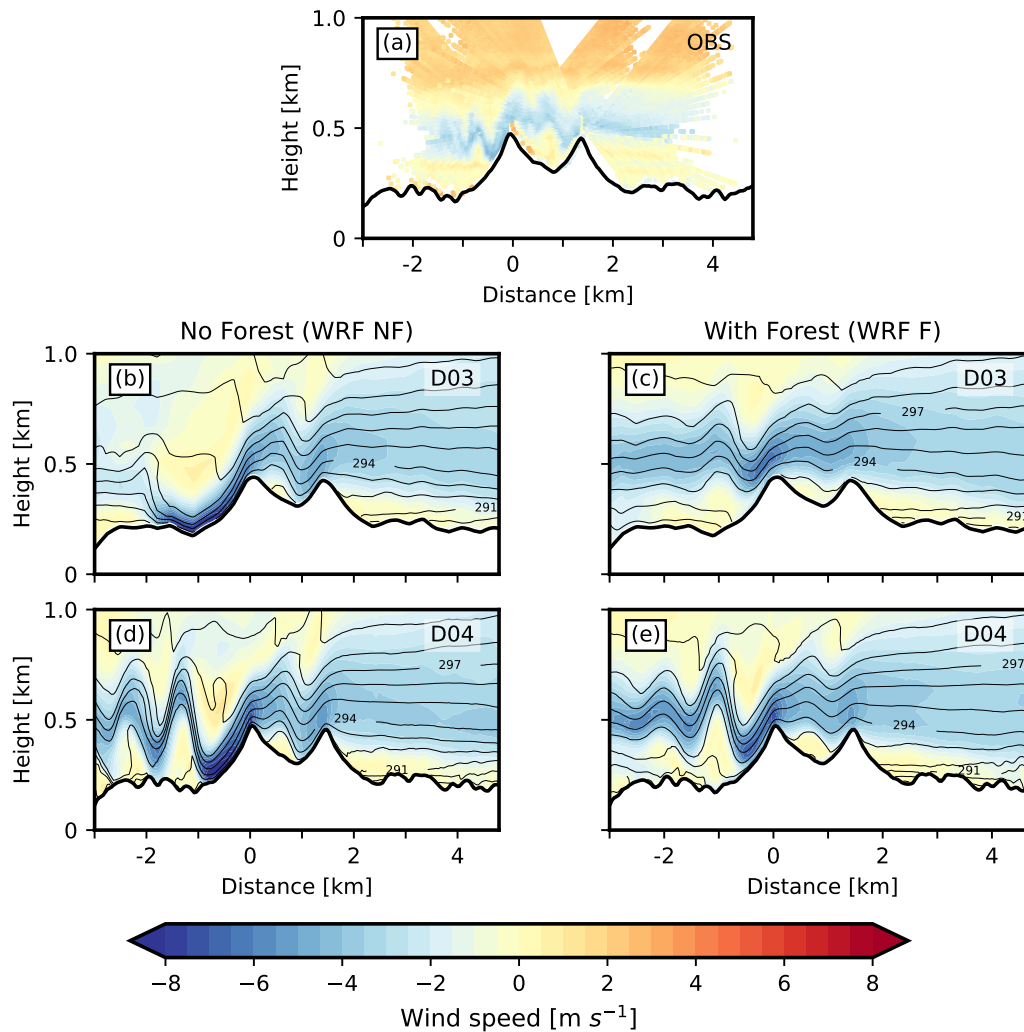 (a) OBS
1.0
0.5
0
Height [km]
-2 0 2 4
Distance [km]
No Forest (WRF NF) With Forest (WRF F)
(b) D03
1.0
0.5
0
Height [km]
294
291
(c) D03
297
294
(d) D04
1.0
0.5
0
Height [km]
297
294
291
-2 0 2 4
Distance [km]
(e) D04
297
294
291
-2 0 2 4
Distance [km]
−8 −6 −4 −2 0 2 4 6 8
Wind speed [m s⁻¹]